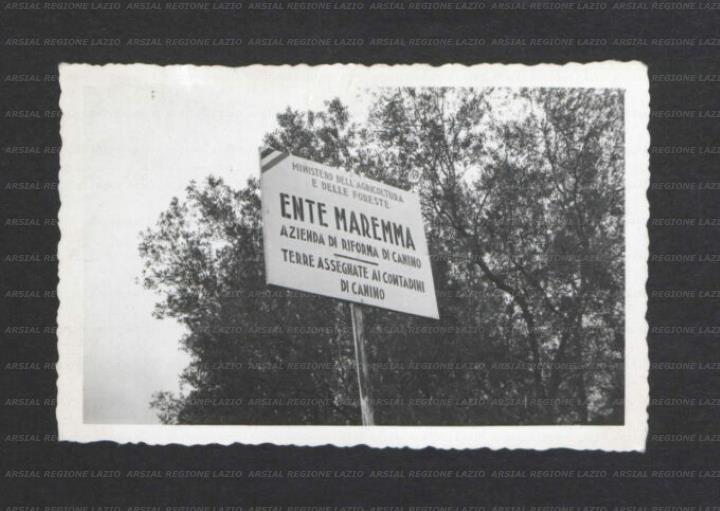 MINISTERO DELL'AGRICOLTURA
E DELLE FORESTE
ENTE MAREMMA
AZIENDA DI RIFORMA DI CANINO
TERRE ASSEGNATE AI CONTADINI
DI CANINO
ARSIAL REGIONE LAZIO